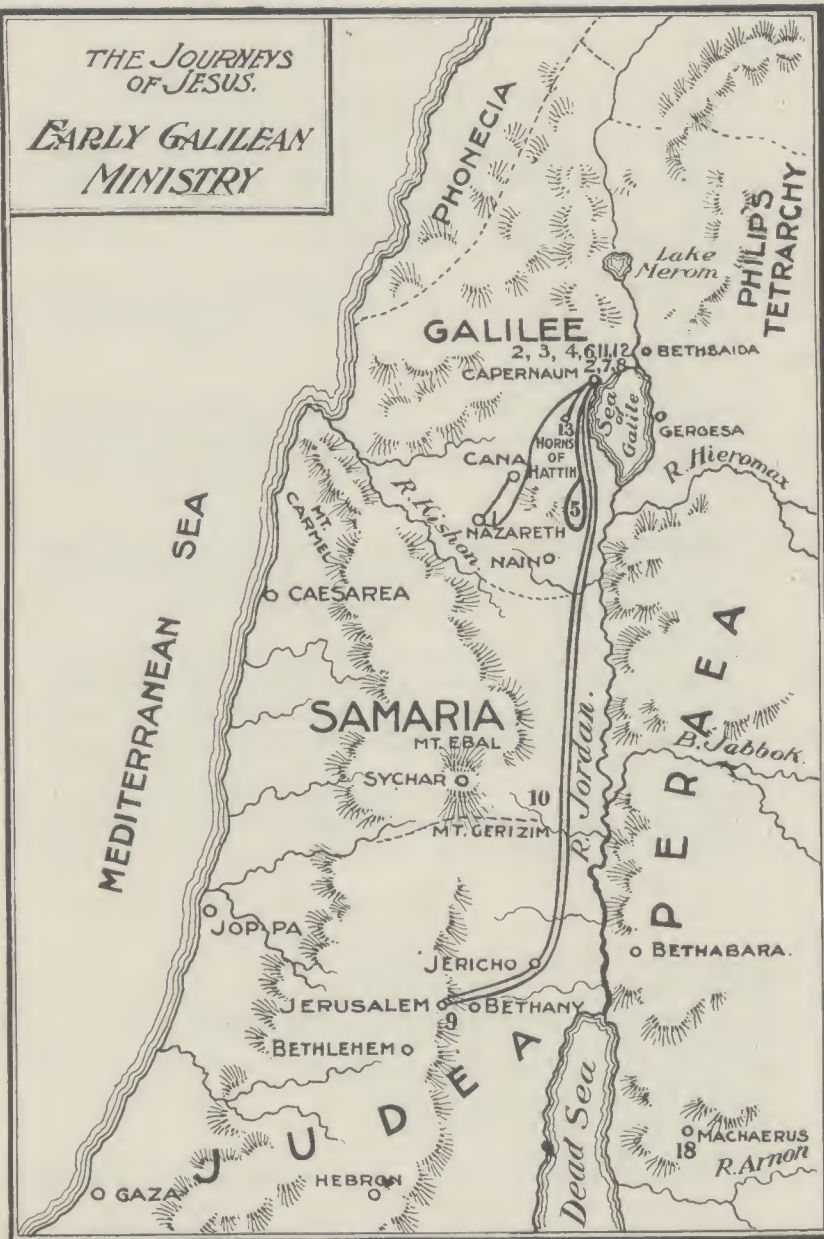 THE JOURNEYS
OF JESUS.
EARLY GALILEAN
MINISTRY
PHONECIA
PHILIP'S
TETRARCHY
Lake
Merom
GALILEE
2, 3, 4, 6, 11, 12
BETHSAIDA
2, 7, 8
CAPERNAUM
Sea
of
Galile
GERGESA
13
HORNS
OF
HATTIN
CANA
R. Hieromax
R. Kishon.
5
1
NAZARETH
MT.
CARMEL
NAIN
MEDITERRANEAN SEA
CAESAREA
PERAEA
SAMARIA
MT. EBAL
R. Jordan.
B. Jabbok.
SYCHAR
10
MT. GERIZIM
JOPPA
BETHABARA.
JERICHO
JERUSALEM
BETHANY
9
BETHLEHEM
JUDEA
Dead Sea
MACHAERUS
18
R. Arnon
HEBRON
GAZA